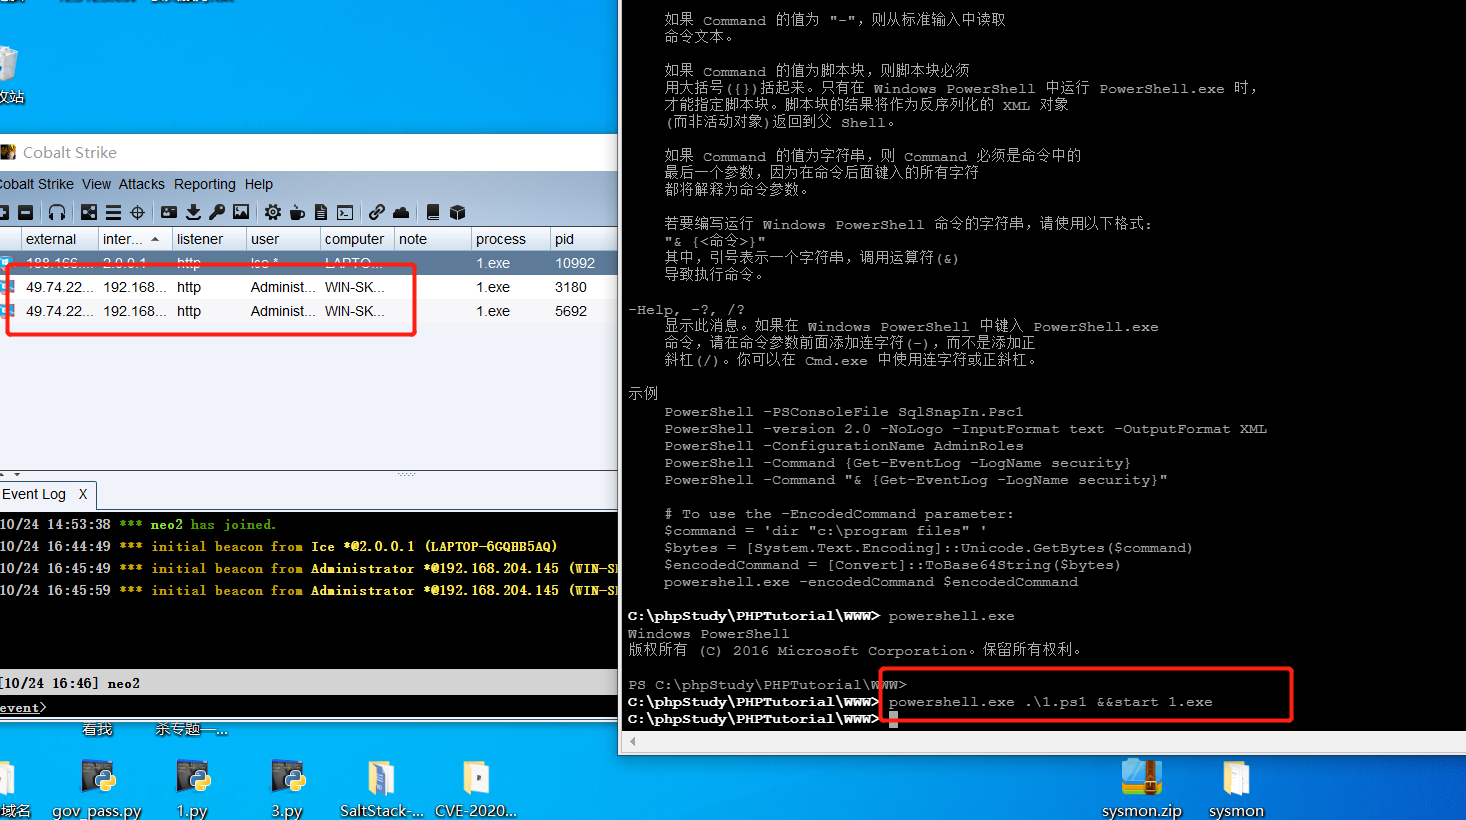 收站
Cobalt Strike
Cobalt Strike View Attacks Reporting Help
external inter... listener user computer note process pid
188.166.... 2.0.0.1 http Ice * LAPTO... 1.exe 10992
49.74.22... 192.168... http Administ... WIN-SK... 1.exe 3180
49.74.22... 192.168... http Administ... WIN-SK... 1.exe 5692
Event Log X
10/24 14:53:38 *** neo2 has joined.
10/24 16:44:49 *** initial beacon from Ice *@2.0.0.1 (LAPTOP-6GQHB5AQ)
10/24 16:45:49 *** initial beacon from Administrator *@192.168.204.145 (WIN-S
10/24 16:45:59 *** initial beacon from Administrator *@192.168.204.145 (WIN-S
[10/24 16:46] neo2
event>
如果 Command 的值为 "-"，则从标准输入中读取
命令文本。
如果 Command 的值为脚本块，则脚本块必须
用大括号({})括起来。只有在 Windows PowerShell 中运行 PowerShell.exe 时，
才能指定脚本块。脚本块的结果将作为反序列化的 XML 对象
(而非活动对象)返回到父 Shell。
如果 Command 的值为字符串，则 Command 必须是命令中的
最后一个参数，因为在命令后面键入的所有字符
都将解释为命令参数。
若要编写运行 Windows PowerShell 命令的字符串，请使用以下格式:
"& {<命令>}"
其中，引号表示一个字符串，调用运算符(&)
导致执行命令。
-Help, -?, /?
显示此消息。如果在 Windows PowerShell 中键入 PowerShell.exe
命令，请在命令参数前面添加连字符(-)，而不是添加正
斜杠(/)。你可以在 Cmd.exe 中使用连字符或正斜杠。
示例
PowerShell -PSConsoleFile SqlSnapIn.Psc1
PowerShell -version 2.0 -NoLogo -InputFormat text -OutputFormat XML
PowerShell -ConfigurationName AdminRoles
PowerShell -Command {Get-EventLog -LogName security}
PowerShell -Command "& {Get-EventLog -LogName security}"
# To use the -EncodedCommand parameter:
$command = 'dir "c:\program files" '
$bytes = [System.Text.Encoding]::Unicode.GetBytes($command)
$encodedCommand = [Convert]::ToBase64String($bytes)
powershell.exe -encodedCommand $encodedCommand
C:\phpStudy\PHPTutorial\WWW> powershell.exe
Windows PowerShell
版权所有 (C) 2016 Microsoft Corporation。保留所有权利。
PS C:\phpStudy\PHPTutorial\WWW>
C:\phpStudy\PHPTutorial\WWW> powershell.exe .\1.ps1 &&start 1.exe
C:\phpStudy\PHPTutorial\WWW>
看我 杀专题—...
域名 gov_pass.py 1.py 3.py SaltStack-... CVE-2020... sysmon.zip sysmon